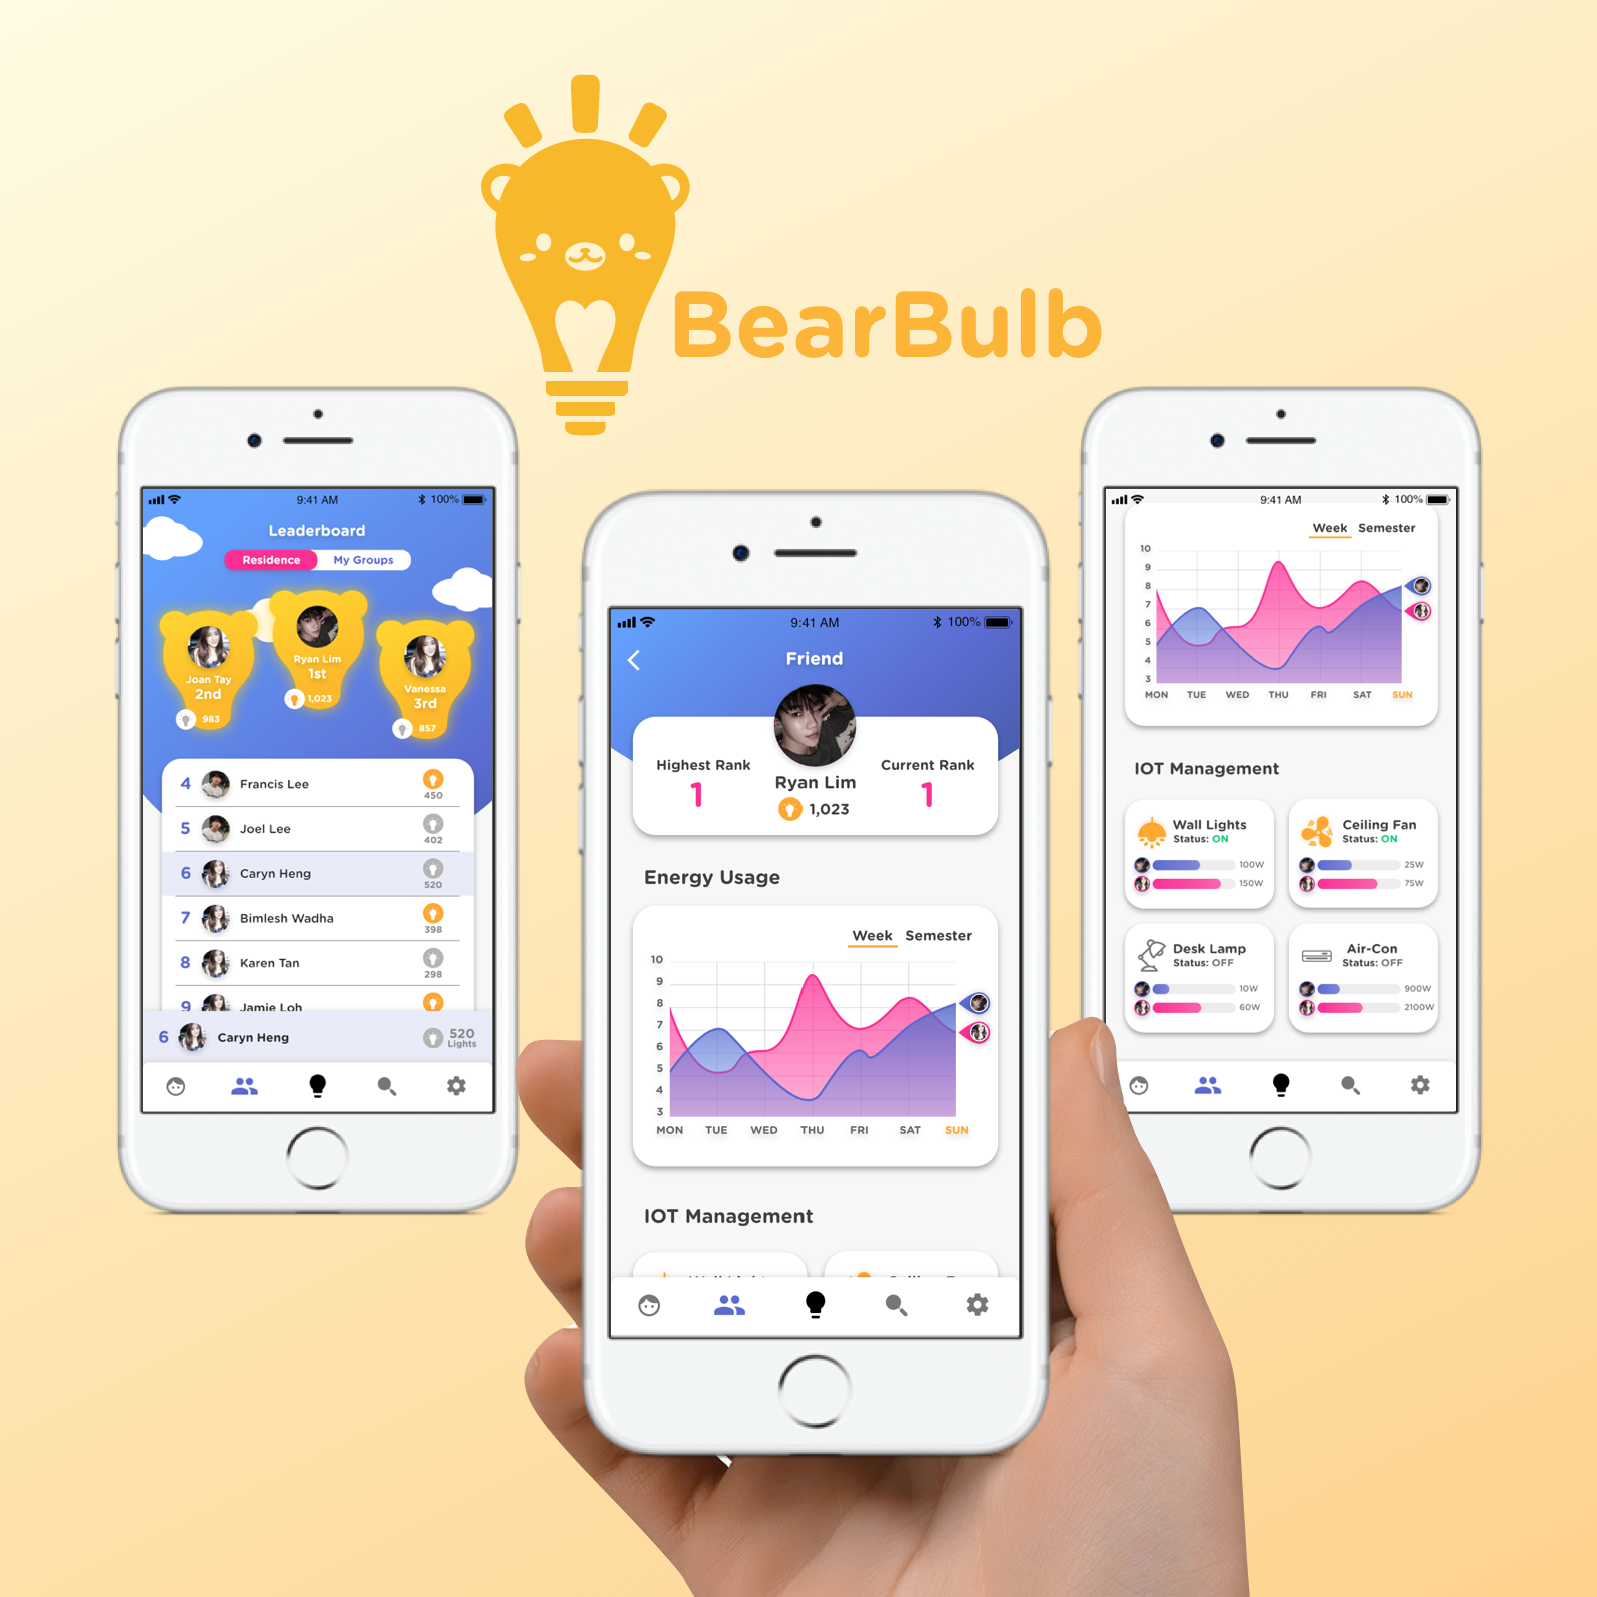 BearBulb
9:41 AM
100%
Leaderboard
Residence My Groups
Joan Tay
2nd
983
Ryan Lim
1st
1,023
Vanessa
3rd
857
4 Francis Lee 450
5 Joel Lee 402
6 Caryn Heng 520
7 Bimlesh Wadha 398
8 Karen Tan 298
9 Jamie Loh
6 Caryn Heng 520
Lights
9:41 AM 100%
Friend
Highest Rank
1
Ryan Lim
1,023
Current Rank
1
Energy Usage
Week Semester
10
9
8
7
6
5
4
3
MON TUE WED THU FRI SAT SUN
IOT Management
9:41 AM 100%
Week Semester
10
9
8
7
6
5
4
3
MON TUE WED THU FRI SAT SUN
IOT Management
Wall Lights
Status: ON
100W
150W
Ceiling Fan
Status: ON
25W
75W
Desk Lamp
Status: OFF
10W
60W
Air-Con
Status: OFF
900W
2100W